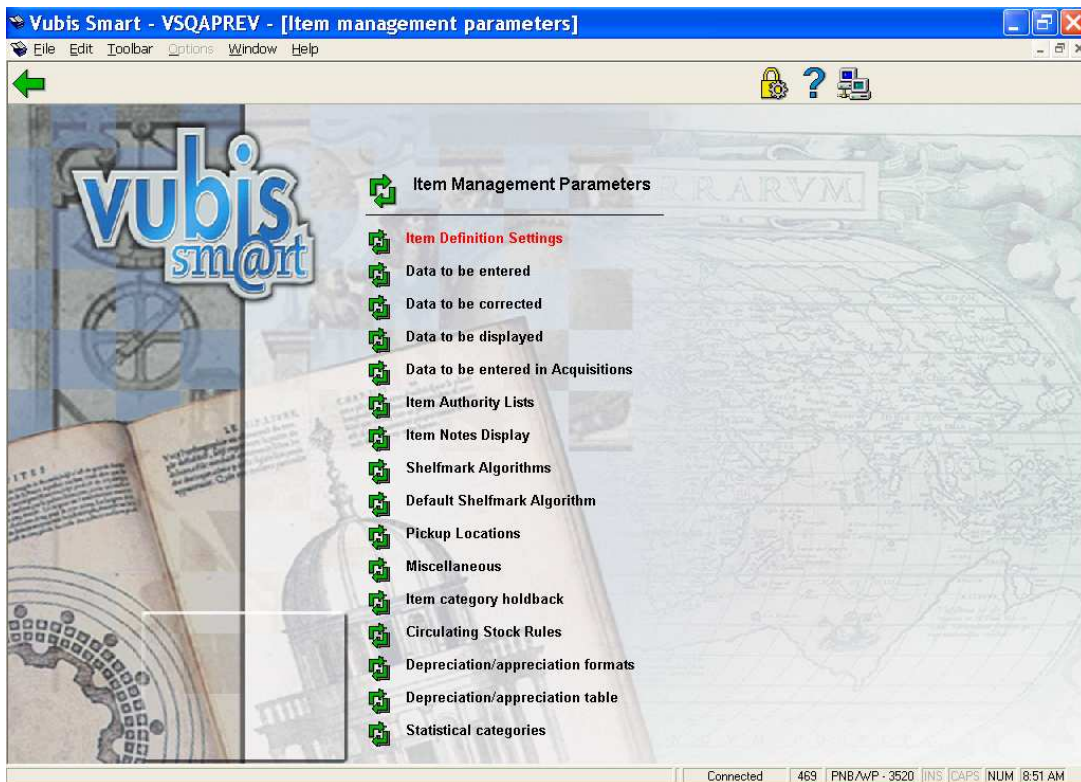 Vubis Smart - VSQAPREV - [Item management parameters]
File Edit Toolbar Options Window Help
vubis
sm@rt
Item Management Parameters
Item Definition Settings
Data to be entered
Data to be corrected
Data to be displayed
Data to be entered in Acquisitions
Item Authority Lists
Item Notes Display
Shelfmark Algorithms
Default Shelfmark Algorithm
Pickup Locations
Miscellaneous
Item category holdback
Circulating Stock Rules
Depreciation/appreciation formats
Depreciation/appreciation table
Statistical categories
Connected 469 PNB/WP - 3520 INS CAPS NUM 8:51 AM